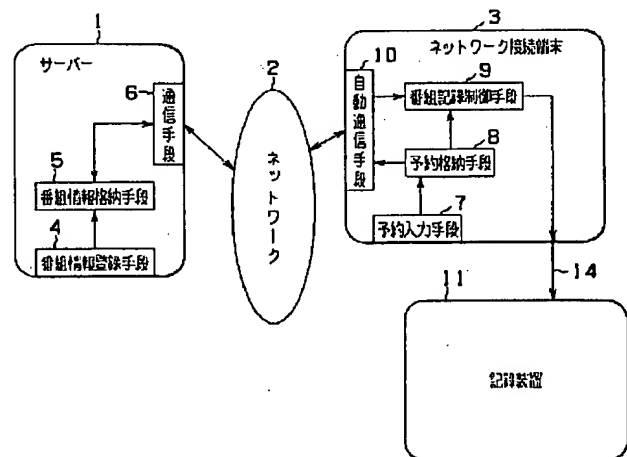 1
サーバー
6
通信手段
5
番組情報格納手段
4
番組情報登録手段
2
ネットワーク
3
ネットワーク接続端末
10
自動通信手段
9
番組記録制御手段
8
予約格納手段
7
予約入力手段
14
11
記録装置